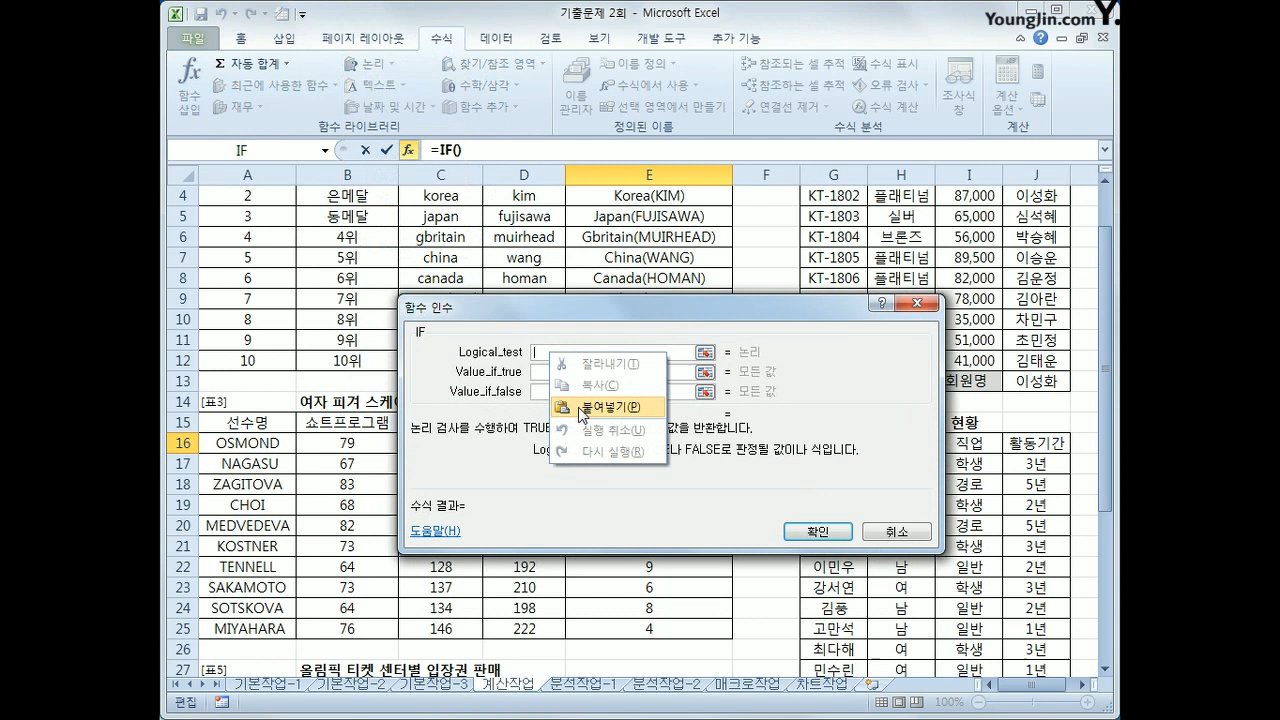 기출문제 2회 - Microsoft Excel
YoungJin.com Y.
파일 홈 삽입 페이지 레이아웃 수식 데이터 검토 보기 개발 도구 추가 기능
fx 함수 삽입
Σ 자동 합계 논리 찾기/참조 영역
최근에 사용한 함수 텍스트 수학/삼각
재무 날짜 및 시간 함수 추가
함수 라이브러리
이름 관리자
이름 정의
수식에서 사용
선택 영역에서 만들기
정의된 이름
참조되는 셀 추적 수식 표시
참조하는 셀 추적 오류 검사
연결선 제거 수식 계산
수식 분석
조사식 창
계산 옵션
계산
IF fx =IF()
A B C D E F G H I J
4 2 은메달 korea kim Korea(KIM) KT-1802 플래티넘 87,000 이성화
5 3 동메달 japan fujisawa Japan(FUJISAWA) KT-1803 실버 65,000 심석혜
6 4 4위 gbritain muirhead Gbritain(MUIRHEAD) KT-1804 브론즈 56,000 박승혜
7 5 5위 china wang China(WANG) KT-1805 플래티넘 89,500 이승운
8 6 6위 canada homan Canada(HOMAN) KT-1806 플래티넘 82,000 김운정
9 7 7위 78,000 김아란
10 8 8위 35,000 차민구
11 9 9위 51,000 초민정
12 10 10위 41,000 김태운
13 회원명 이성화
14 [표3] 여자 피겨 스케
15 선수명 쇼트프로그램 현황
16 OSMOND 79 직업 활동기간
17 NAGASU 67 학생 3년
18 ZAGITOVA 83 경로 5년
19 CHOI 68 학생 2년
20 MEDVEDEVA 82 경로 5년
21 KOSTNER 73 학생 3년
22 TENNELL 64 128 192 9 이민우 남 일반 2년
23 SAKAMOTO 73 137 210 6 강서연 여 학생 3년
24 SOTSKOVA 64 134 198 8 김풍 남 일반 2년
25 MIYAHARA 76 146 222 4 고만석 남 일반 1년
26 최다해 여 학생 3년
27 [표5] 올림픽 티켓 센터별 입장권 판매 민수린 여 일반 1년
함수 인수
IF
Logical_test = 논리
Value_if_true = 모든 값
Value_if_false = 모든 값
=
논리 검사를 수행하여 TRU 값을 반환합니다.
Lo 나 FALSE로 판정될 값이나 식입니다.
수식 결과=
도움말(H) 확인 취소
잘라내기(T)
복사(C)
붙여넣기(P)
실행 취소(U)
다시 실행(R)
기본작업-1 기본작업-2 기본작업-3 계산작업 분석작업-1 분석작업-2 매크로작업 차트작업
편집 100%